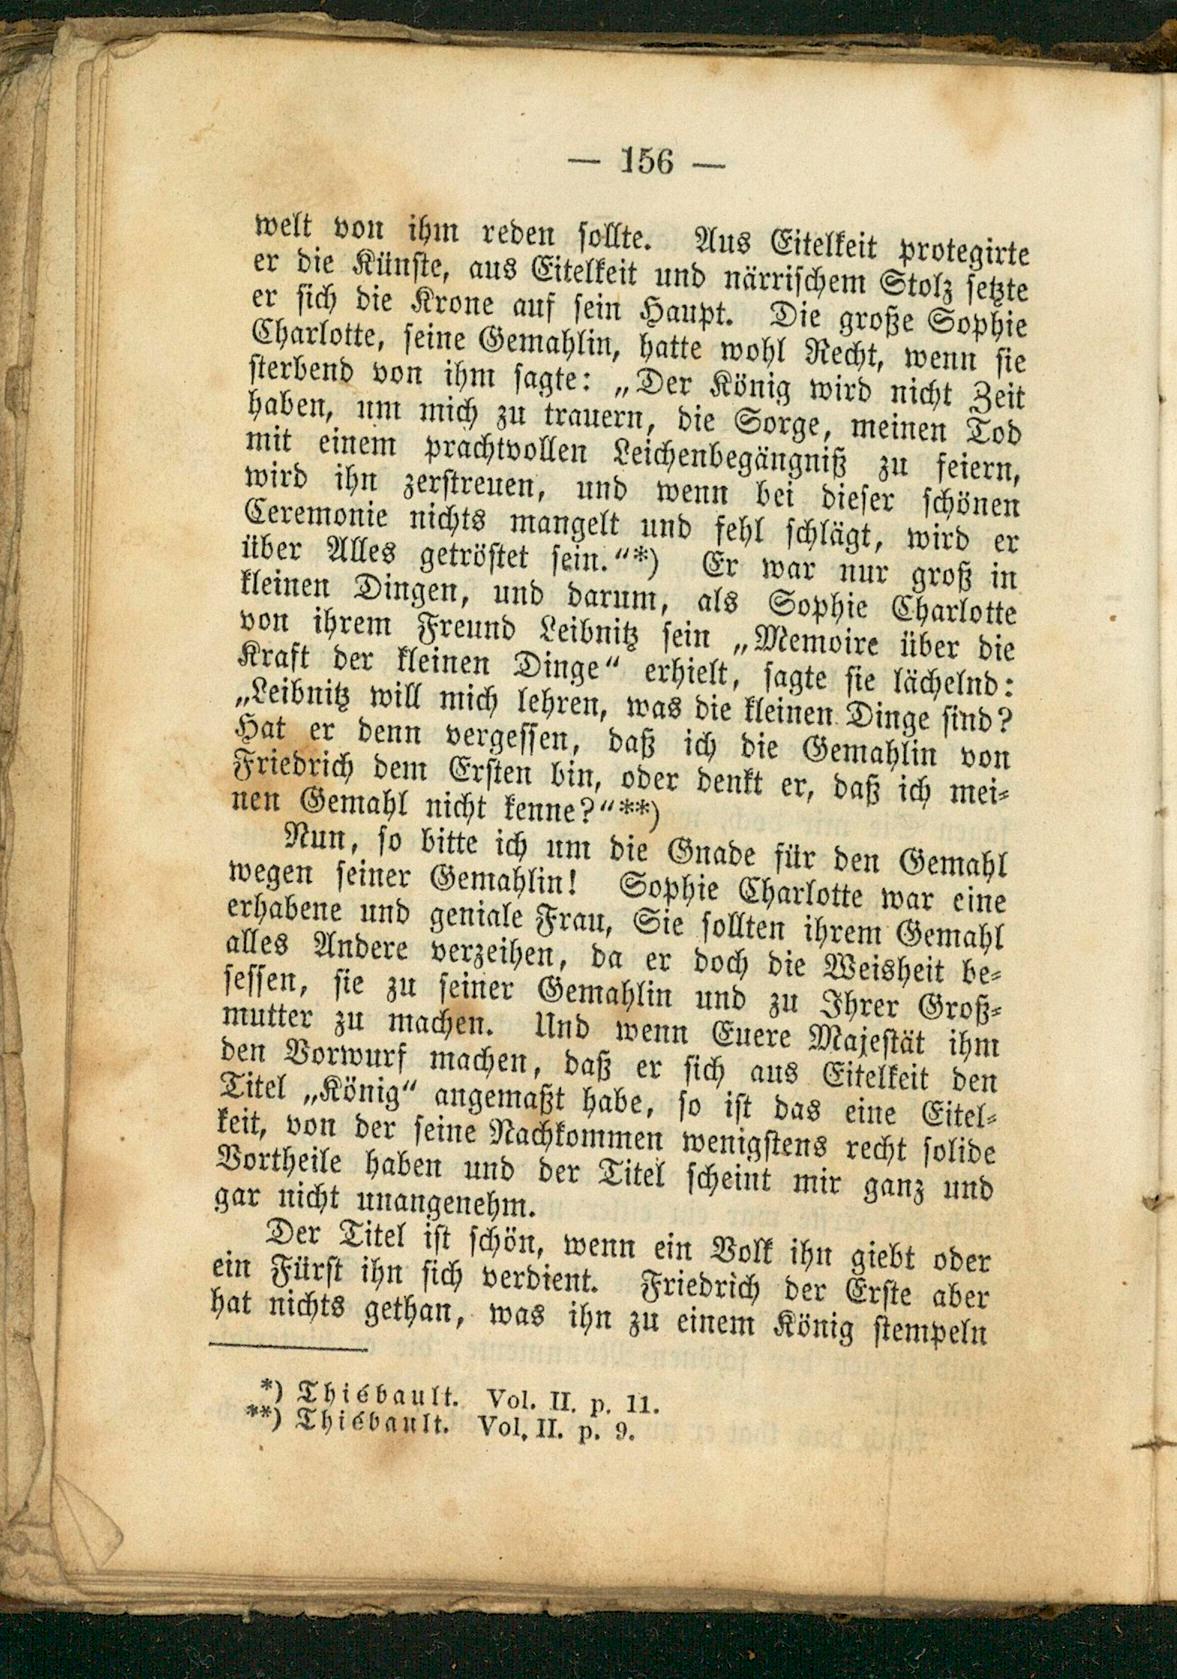 — 156 —
welt von ihm reden sollte. Aus Eitelkeit protegirte
er die Künste, aus Eitelkeit und närrischem Stolz setzte
er sich die Krone auf sein Haupt. Die große Sophie
Charlotte, seine Gemahlin, hatte wohl Recht, wenn sie
sterbend von ihm sagte: „Der König wird nicht Zeit
haben, um mich zu trauern, die Sorge, meinen Tod
mit einem prachtvollen Leichenbegängniß zu feiern,
wird ihn zerstreuen, und wenn bei dieser schönen
Ceremonie nichts mangelt und fehl schlägt, wird er
über Alles getröstet sein.“*) Er war nur groß in
kleinen Dingen, und darum, als Sophie Charlotte
von ihrem Freund Leibnitz sein „Memoire über die
Kraft der kleinen Dinge“ erhielt, sagte sie lächelnd:
„Leibnitz will mich lehren, was die kleinen Dinge sind?
Hat er denn vergessen, daß ich die Gemahlin von
Friedrich dem Ersten bin, oder denkt er, daß ich mei-
nen Gemahl nicht kenne?“**)
Nun, so bitte ich um die Gnade für den Gemahl
wegen seiner Gemahlin! Sophie Charlotte war eine
erhabene und geniale Frau, Sie sollten ihrem Gemahl
alles Andere verzeihen, da er doch die Weisheit be-
sessen, sie zu seiner Gemahlin und zu Ihrer Groß-
mutter zu machen. Und wenn Euere Majestät ihm
den Vorwurf machen, daß er sich aus Eitelkeit den
Titel „König“ angemaßt habe, so ist das eine Eitel-
keit, von der seine Nachkommen wenigstens recht solide
Vortheile haben und der Titel scheint mir ganz und
gar nicht unangenehm.
Der Titel ist schön, wenn ein Volk ihn giebt oder
ein Fürst ihn sich verdient. Friedrich der Erste aber
hat nichts gethan, was ihn zu einem König stempeln
*) Thiébault. Vol. II. p. 11.
**) Thiébault. Vol. II. p. 9.